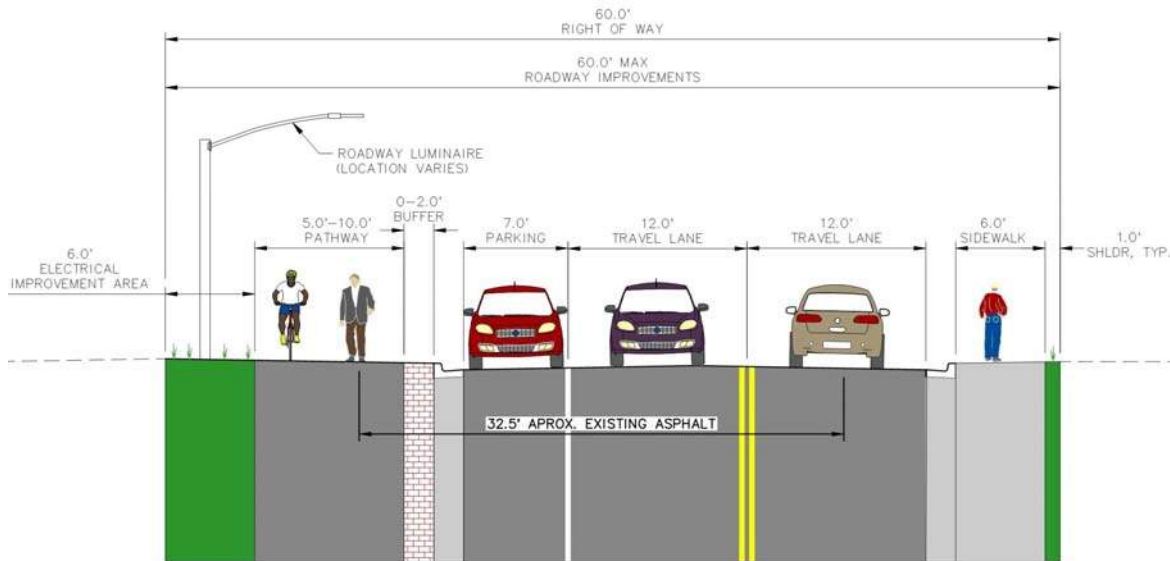 60.0'
RIGHT OF WAY
60.0' MAX
ROADWAY IMPROVEMENTS
ROADWAY LUMINAIRE
(LOCATION VARIES)
0-2.0'
BUFFER
5.0'-10.0'
PATHWAY
7.0'
PARKING
12.0'
TRAVEL LANE
12.0'
TRAVEL LANE
6.0'
SIDEWALK
1.0'
SHLDR, TYP.
6.0'
ELECTRICAL
IMPROVEMENT AREA
32.5' APROX. EXISTING ASPHALT